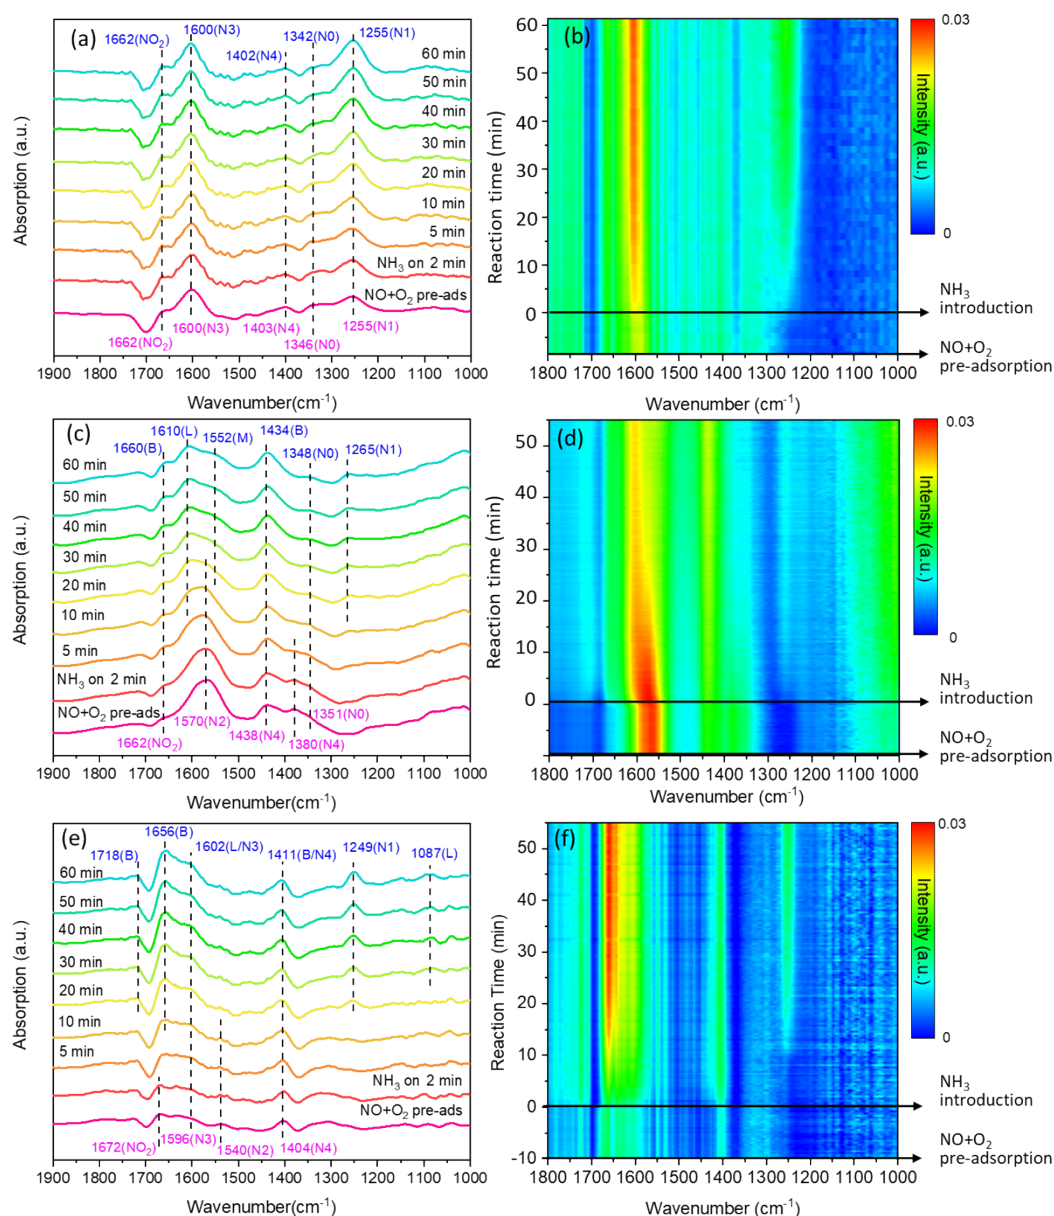 (a)
1662(NO2)
1600(N3)
1402(N4)
1342(N0)
1255(N1)
60 min
50 min
40 min
30 min
20 min
10 min
5 min
NH3 on 2 min
NO+O2 pre-ads
1662(NO2)
1600(N3)
1403(N4)
1346(N0)
1255(N1)
Absorption (a.u.)
1900 1800 1700 1600 1500 1400 1300 1200 1100 1000
Wavenumber(cm-1)
(b)
Reaction time (min)
60
50
40
30
20
10
0
1800 1700 1600 1500 1400 1300 1200 1100 1000
Wavenumber (cm-1)
0.03
Intensity (a.u.)
0
NH3
introduction
NO+O2
pre-adsorption
(c)
1660(B)
1610(L)
1552(M)
1434(B)
1348(N0)
1265(N1)
60 min
50 min
40 min
30 min
20 min
10 min
5 min
NH3 on 2 min
NO+O2 pre-ads
1662(NO2)
1570(N2)
1438(N4)
1380(N4)
1351(N0)
Absorption (a.u.)
1900 1800 1700 1600 1500 1400 1300 1200 1100 1000
Wavenumber(cm-1)
(d)
Reaction time (min)
50
40
30
20
10
0
1800 1700 1600 1500 1400 1300 1200 1100 1000
Wavenumber (cm-1)
0.03
Intensity (a.u.)
0
NH3
introduction
NO+O2
pre-adsorption
(e)
1718(B)
1656(B)
1602(L/N3)
1411(B/N4)
1249(N1)
1087(L)
60 min
50 min
40 min
30 min
20 min
10 min
5 min
NH3 on 2 min
NO+O2 pre-ads
1672(NO2)
1596(N3)
1540(N2)
1404(N4)
Absorption (a.u.)
1900 1800 1700 1600 1500 1400 1300 1200 1100 1000
Wavenumber(cm-1)
(f)
Reaction Time (min)
50
40
30
20
10
0
-10
1800 1700 1600 1500 1400 1300 1200 1100 1000
Wavenumber (cm-1)
0.03
Intensity (a.u.)
0
NH3
introduction
NO+O2
pre-adsorption